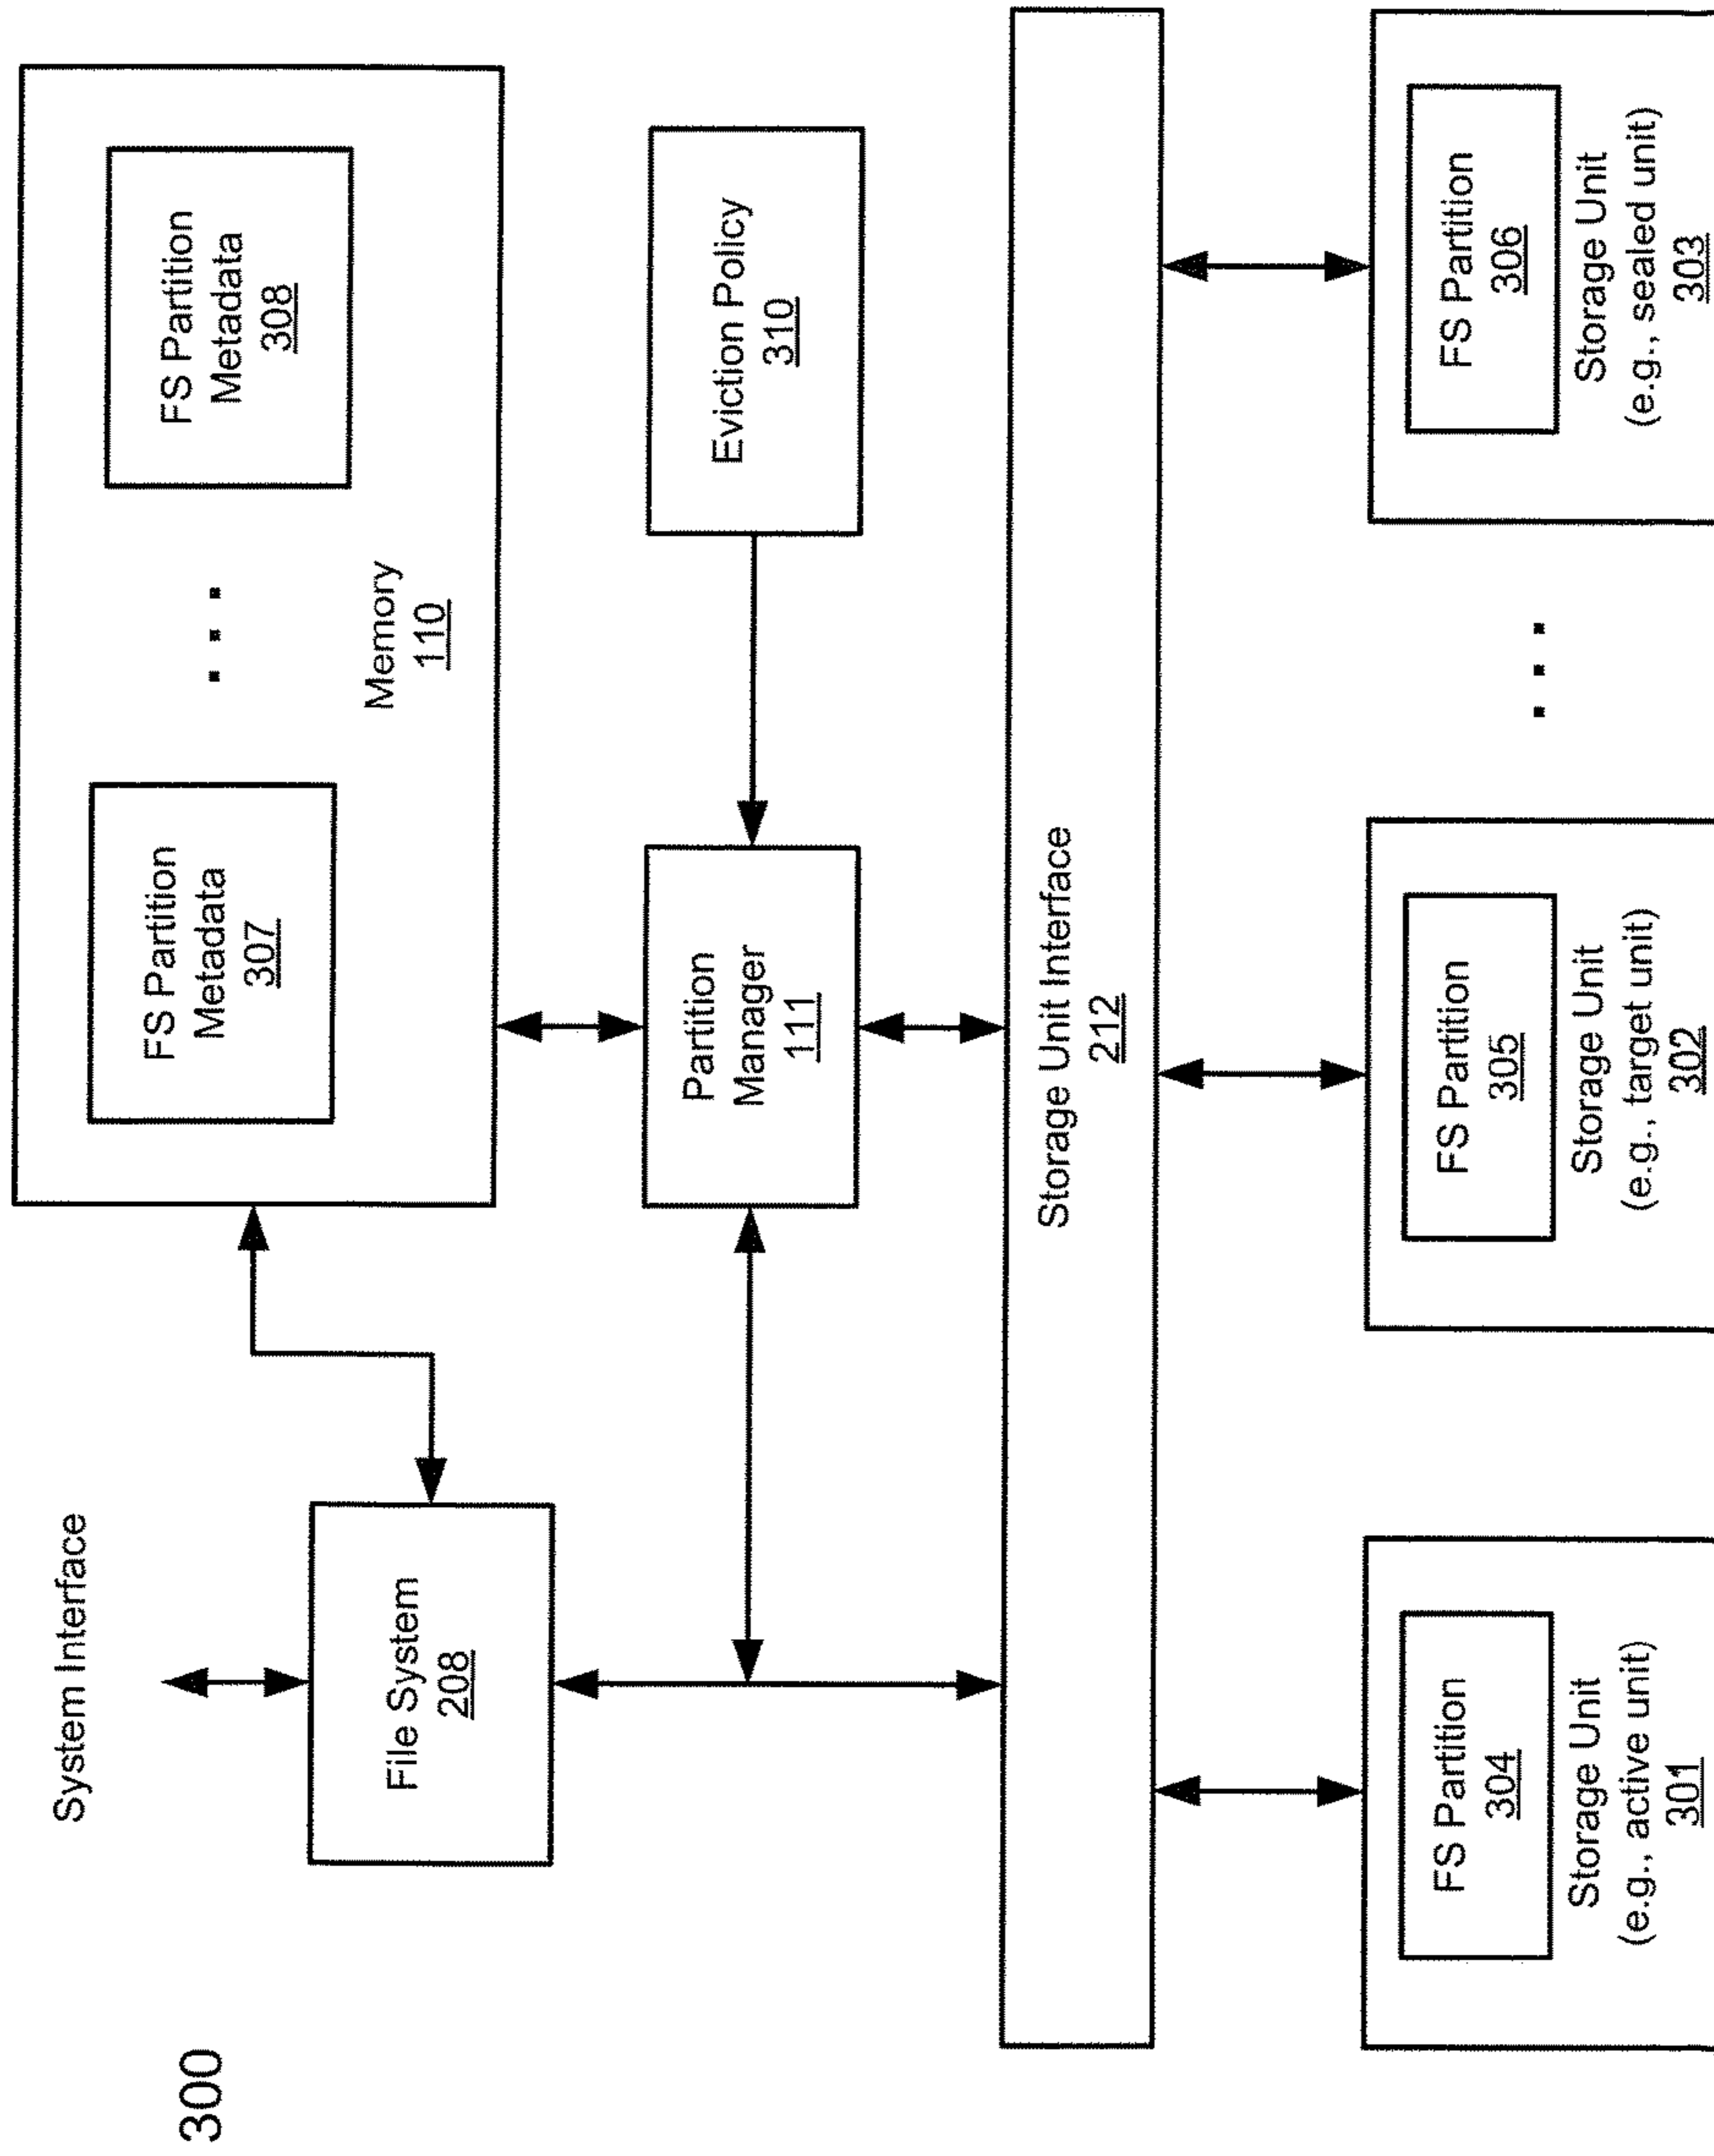 300
System Interface
File System
208
FS Partition
Metadata
307
. . .
FS Partition
Metadata
308
Memory
110
Partition
Manager
111
Eviction Policy
310
Storage Unit Interface
212
FS Partition
304
Storage Unit
(e.g., active unit)
301
FS Partition
305
Storage Unit
(e.g., target unit)
302
. . .
FS Partition
306
Storage Unit
(e.g., sealed unit)
303